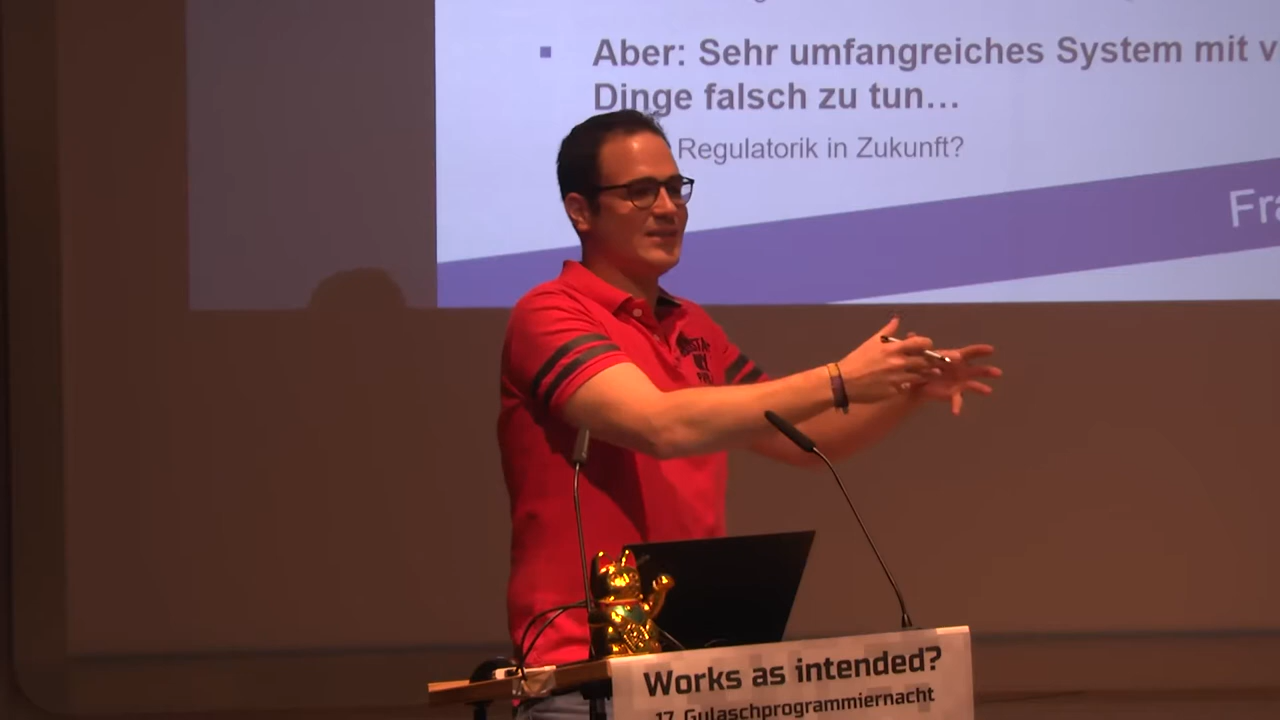 Aber: Sehr umfangreiches System mit v
Dinge falsch zu tun…
Regulatorik in Zukunft?
Fra
Works as intended?
17. Gulaschprogrammiernacht